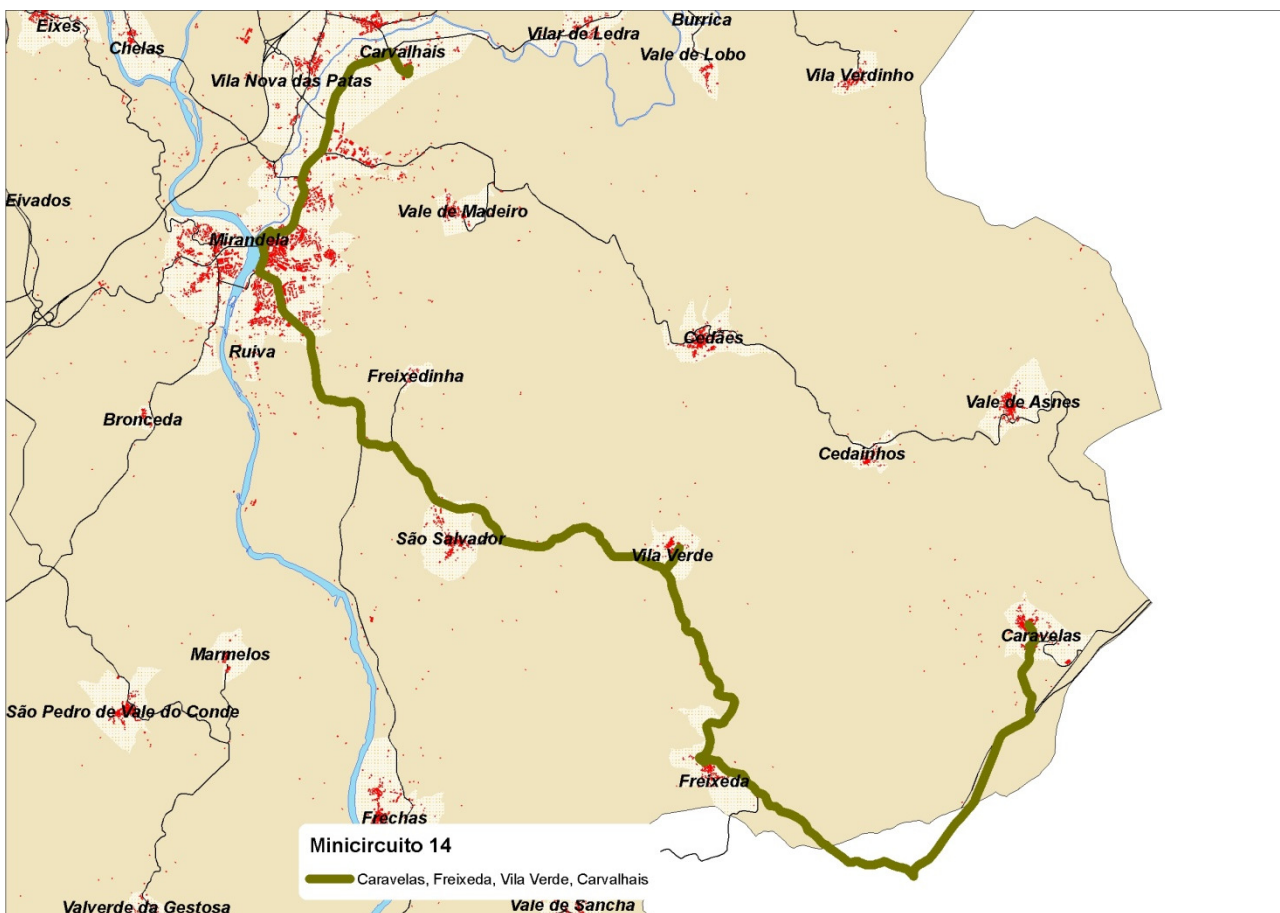 Burrica
Eixes
Vilar de Ledra
Chelas
Carvalhais
Vale de Lobo
Vila Nova das Patas
Vila Verdinho
Eivados
Vale de Madeiro
Mirandela
Cedães
Ruiva
Freixedinha
Vale de Asnes
Bronceda
Cedainhos
São Salvador
Vila Verde
Caravelas
Marmelos
São Pedro de Vale do Conde
Freixeda
Frechas
Minicircuito 14
Caravelas, Freixeda, Vila Verde, Carvalhais
Valverde da Gestosa
Vale de Sancha